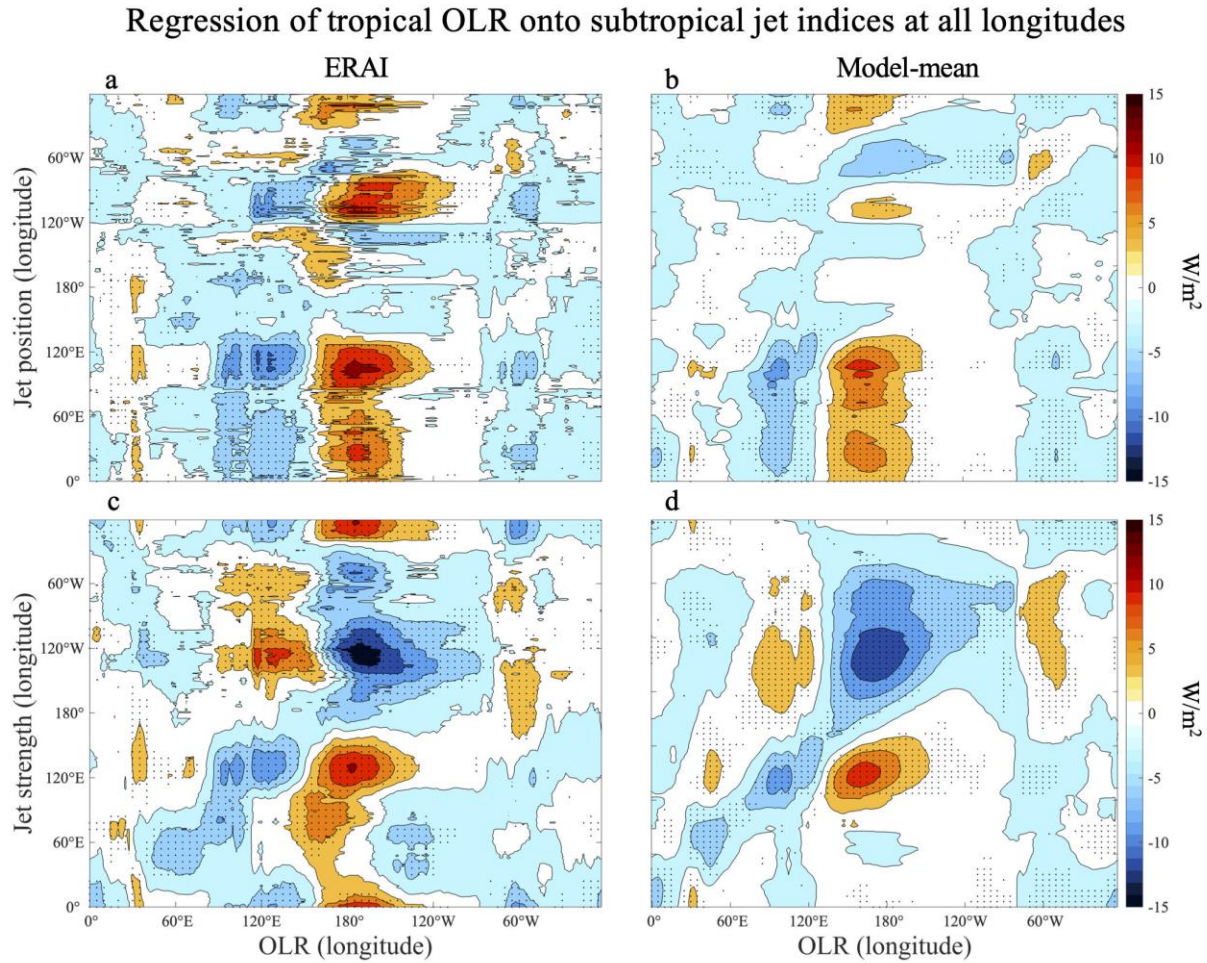 Regression of tropical OLR onto subtropical jet indices at all longitudes
ERAI
Model-mean
a
b
Jet position (longitude)
60°W
120°W
180°
120°E
60°E
0°
15
10
5
0
-5
-10
-15
W/m²
c
d
Jet strength (longitude)
60°W
120°W
180°
120°E
60°E
0°
15
10
5
0
-5
-10
-15
W/m²
0° 60°E 120°E 180° 120°W 60°W
OLR (longitude)
0° 60°E 120°E 180° 120°W 60°W
OLR (longitude)